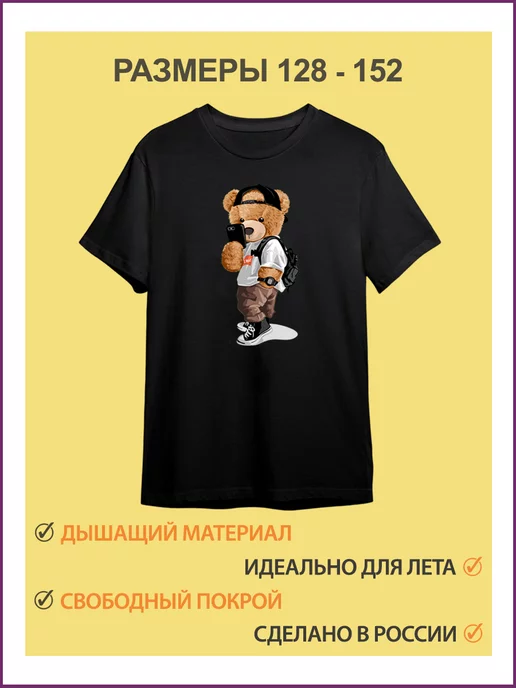 РАЗМЕРЫ 128 - 152
ДЫШАЩИЙ МАТЕРИАЛ
ИДЕАЛЬНО ДЛЯ ЛЕТА
СВОБОДНЫЙ ПОКРОЙ
СДЕЛАНО В РОССИИ